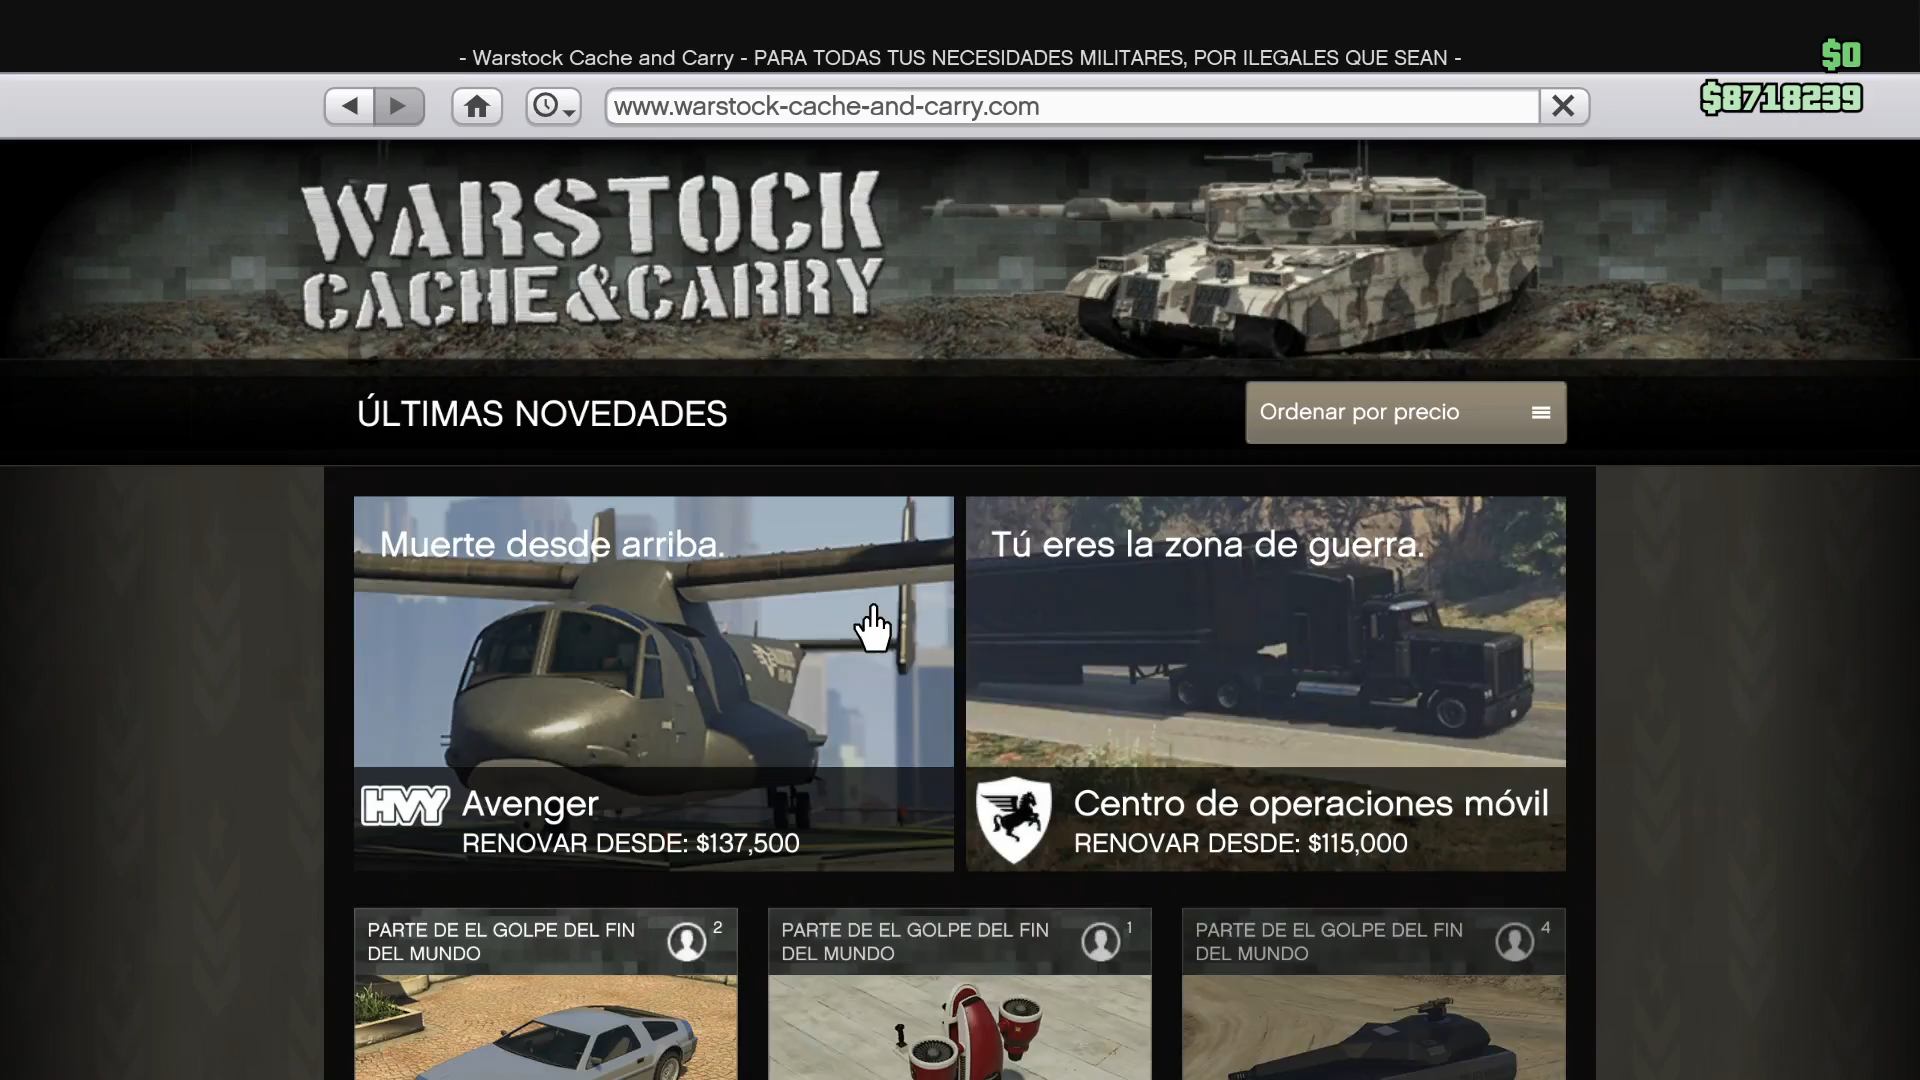 - Warstock Cache and Carry - PARA TODAS TUS NECESIDADES MILITARES, POR ILEGALES QUE SEAN -
$0
$8718239
www.warstock-cache-and-carry.com
WARSTOCK
CACHE&CARRY
ÚLTIMAS NOVEDADES
Ordenar por precio
Muerte desde arriba.
HVY
Avenger
RENOVAR DESDE: $137,500
Tú eres la zona de guerra.
Centro de operaciones móvil
RENOVAR DESDE: $115,000
PARTE DE EL GOLPE DEL FIN
DEL MUNDO
2
PARTE DE EL GOLPE DEL FIN
DEL MUNDO
1
PARTE DE EL GOLPE DEL FIN
DEL MUNDO
4